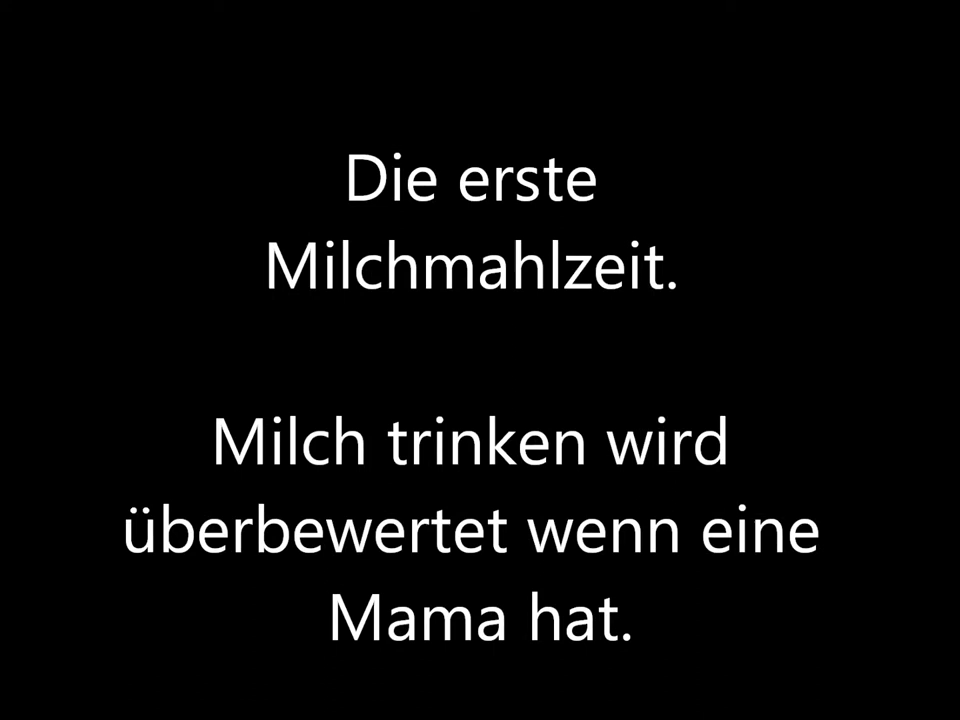 Die erste
Milchmahlzeit.
Milch trinken wird
überbewertet wenn eine
Mama hat.